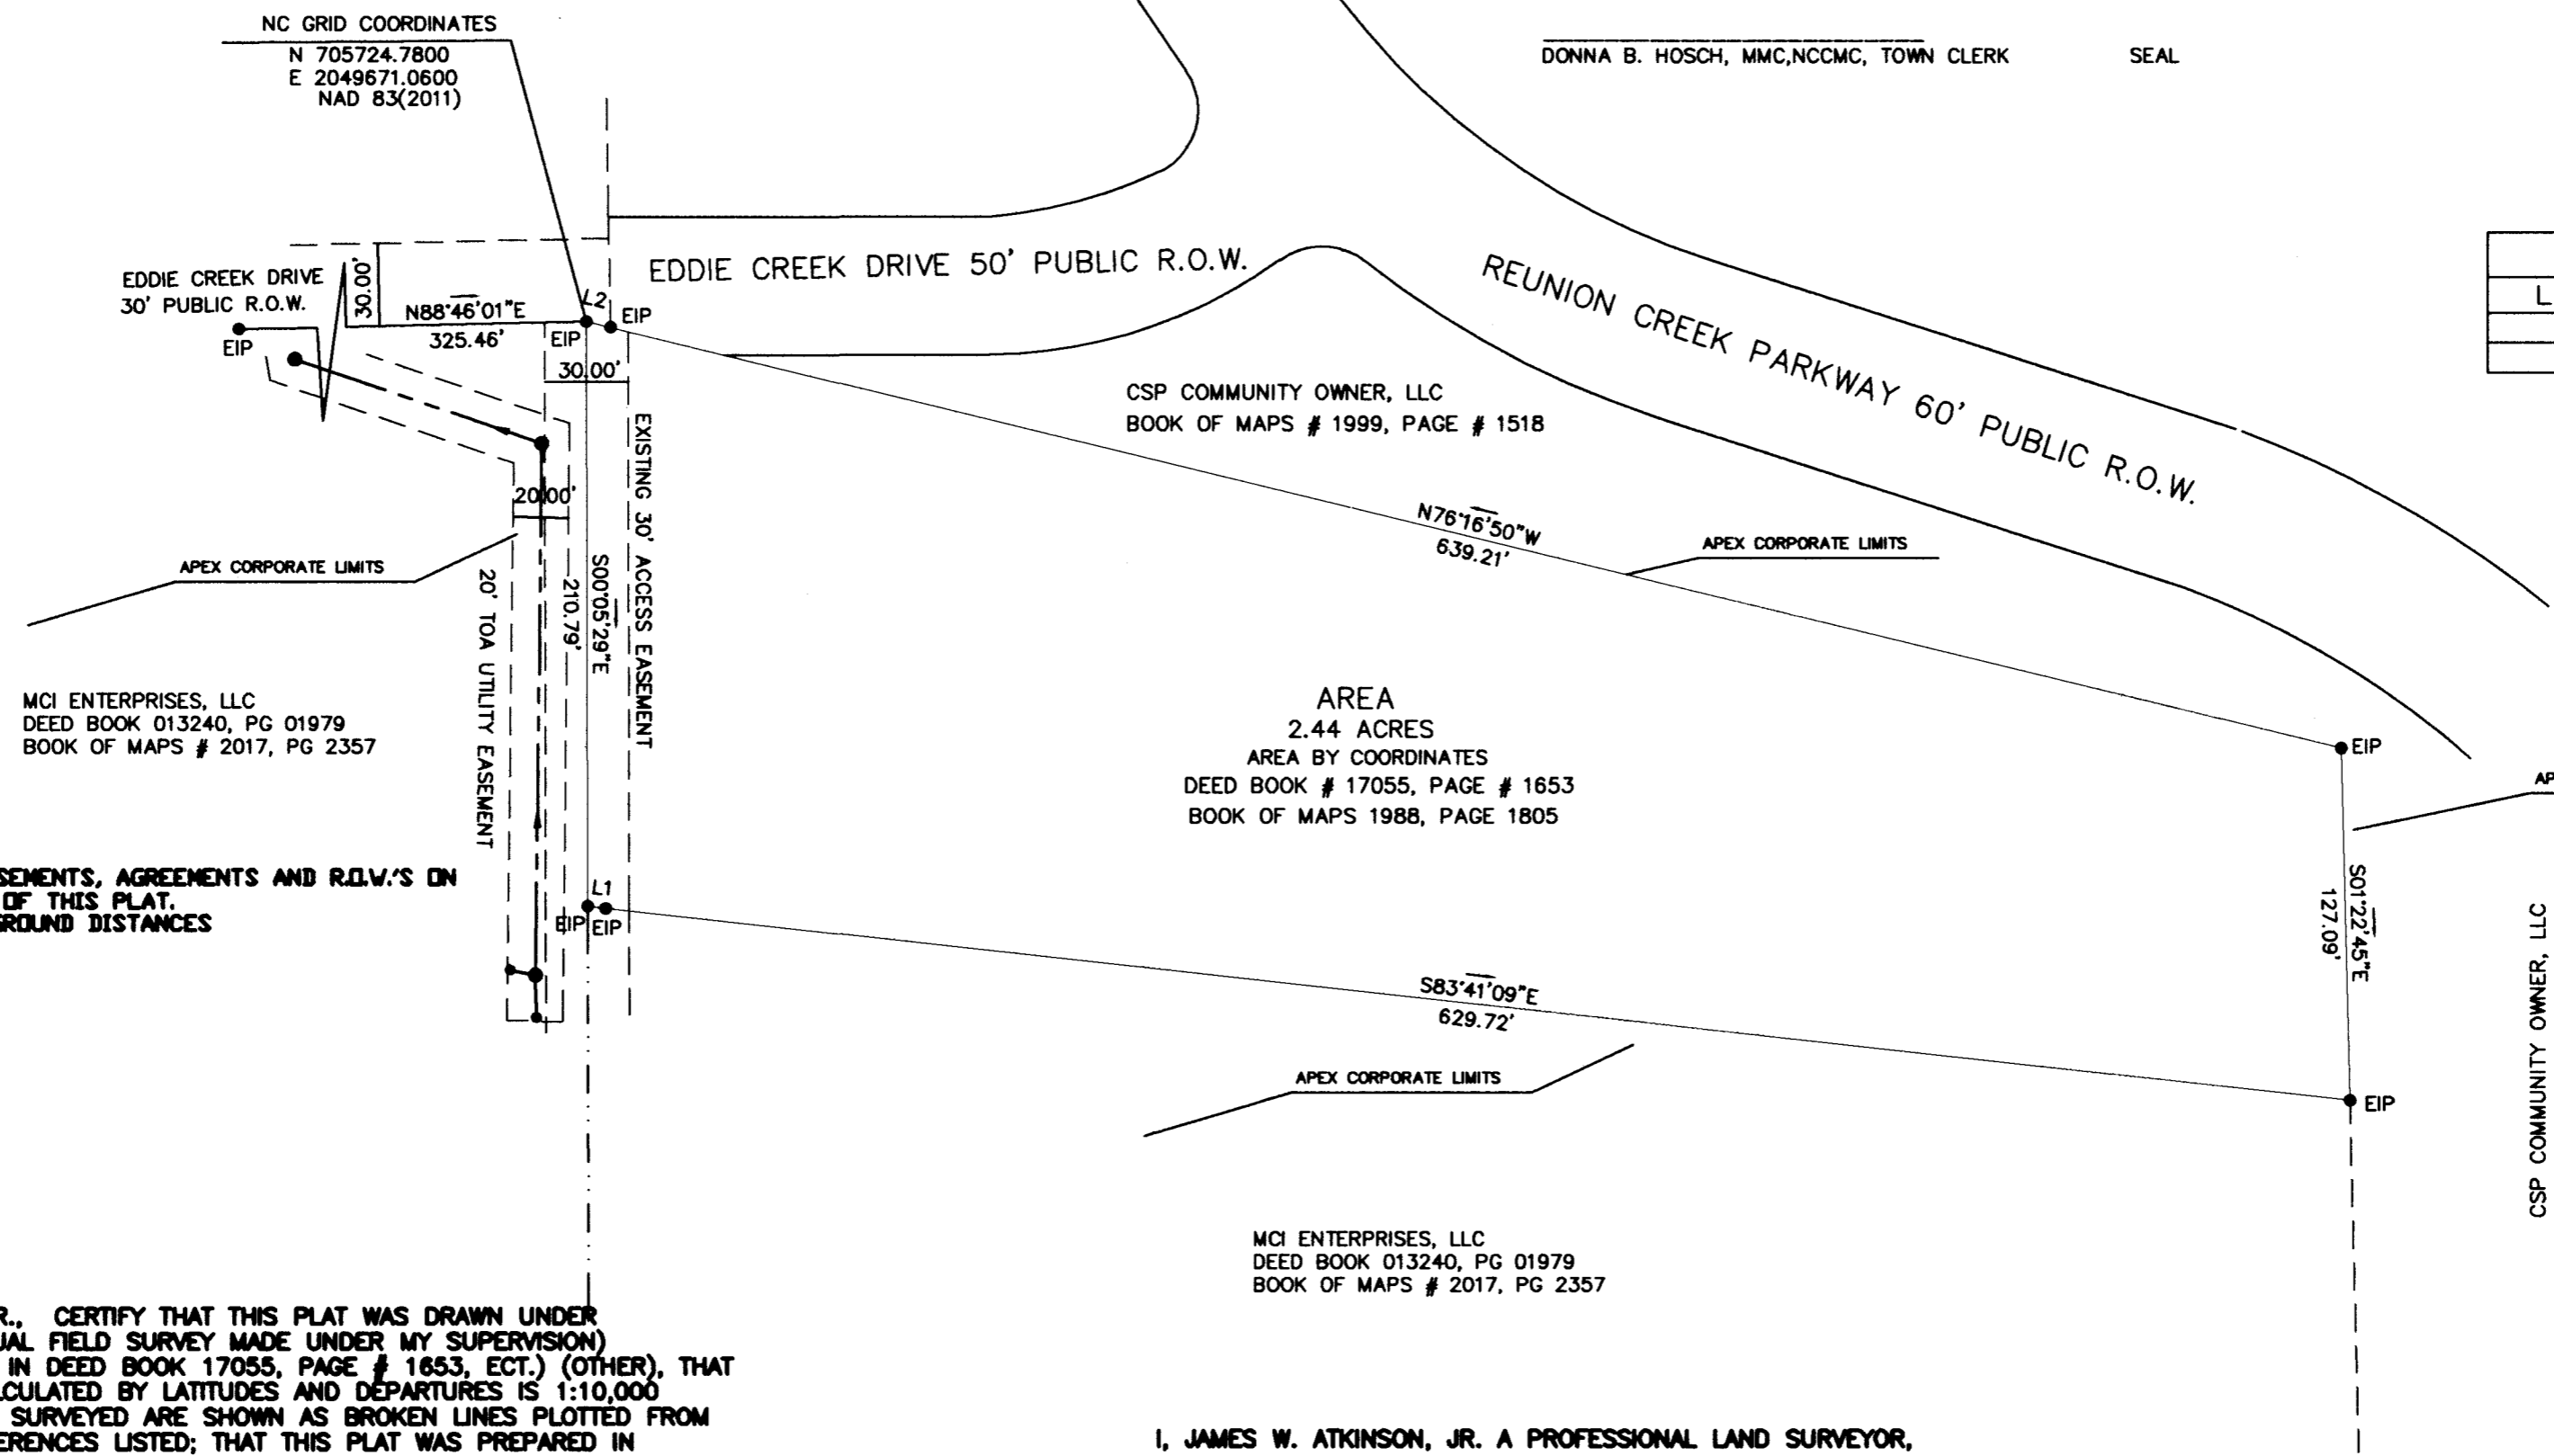 NC GRID COORDINATES
N 705724.7800
E 2049671.0600
NAD 83(2011)
DONNA B. HOSCH, MMC,NCCMC, TOWN CLERK
SEAL
EDDIE CREEK DRIVE
30' PUBLIC R.O.W.
EIP
30.00'
N88°46'01"E
325.46'
L2
EIP
EIP
30.00'
EDDIE CREEK DRIVE 50' PUBLIC R.O.W.
REUNION CREEK PARKWAY 60' PUBLIC R.O.W.
L
CSP COMMUNITY OWNER, LLC
BOOK OF MAPS # 1999, PAGE # 1518
20.00'
EXISTING 30' ACCESS EASEMENT
S00°05'29"E
210.79'
20' TOA UTILITY EASEMENT
APEX CORPORATE LIMITS
N76°16'50"W
639.21'
APEX CORPORATE LIMITS
MCI ENTERPRISES, LLC
DEED BOOK 013240, PG 01979
BOOK OF MAPS # 2017, PG 2357
AREA
2.44 ACRES
AREA BY COORDINATES
DEED BOOK # 17055, PAGE # 1653
BOOK OF MAPS 1988, PAGE 1805
EIP
AP
SEMENTS, AGREEMENTS AND R.O.W.'S ON
OF THIS PLAT.
GROUND DISTANCES
L1
EIP
EIP
S01°22'45"E
127.09'
CSP COMMUNITY OWNER, LLC
S83°41'09"E
629.72'
EIP
APEX CORPORATE LIMITS
MCI ENTERPRISES, LLC
DEED BOOK 013240, PG 01979
BOOK OF MAPS # 2017, PG 2357
R., CERTIFY THAT THIS PLAT WAS DRAWN UNDER
UAL FIELD SURVEY MADE UNDER MY SUPERVISION)
IN DEED BOOK 17055, PAGE # 1653, ECT.) (OTHER), THAT
LCULATED BY LATITUDES AND DEPARTURES IS 1:10,000
SURVEYED ARE SHOWN AS BROKEN LINES PLOTTED FROM
ERENCES LISTED; THAT THIS PLAT WAS PREPARED IN
I, JAMES W. ATKINSON, JR. A PROFESSIONAL LAND SURVEYOR,